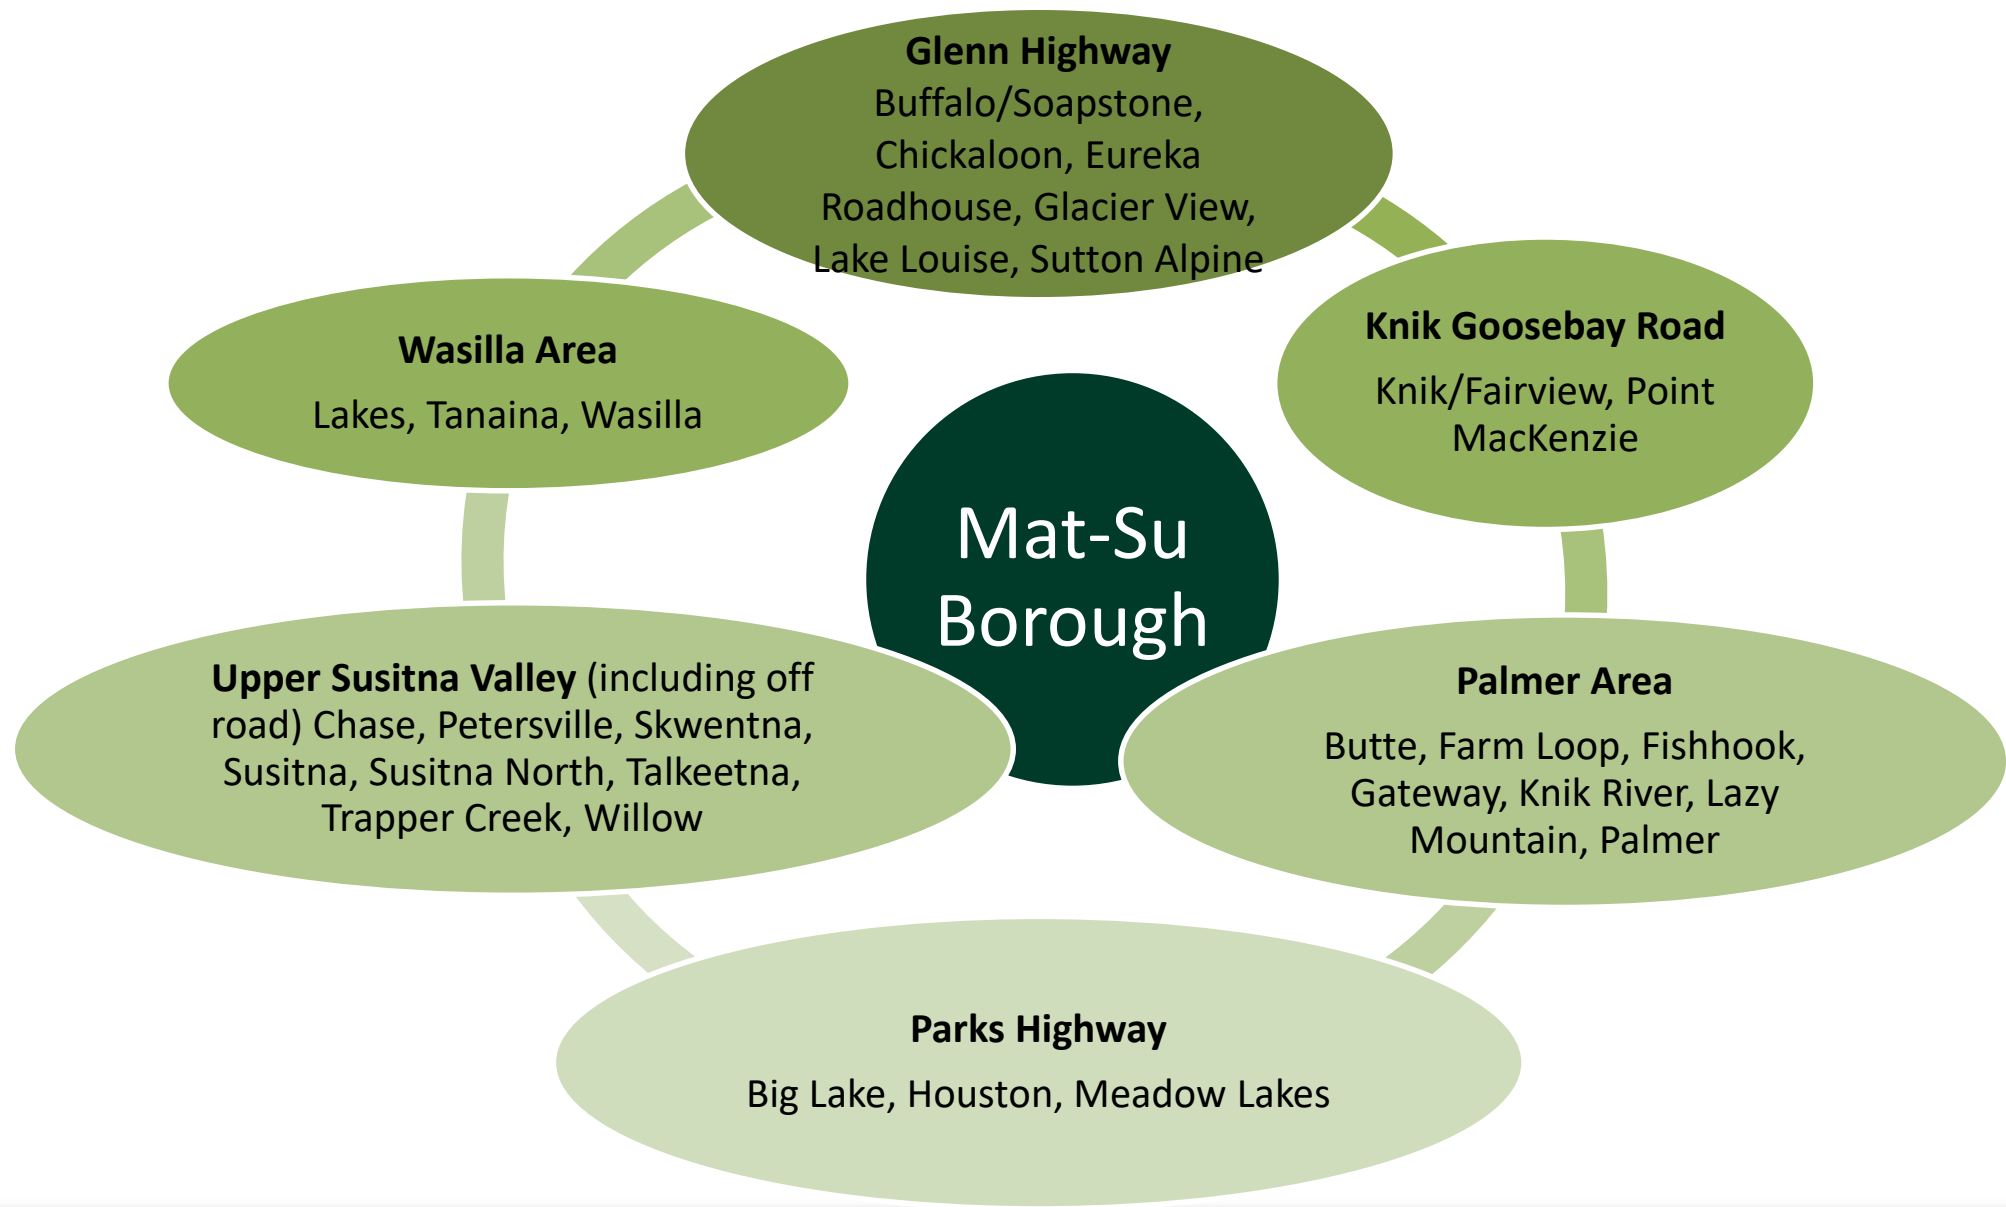 Glenn Highway
Buffalo/Soapstone,
Chickaloon, Eureka
Roadhouse, Glacier View,
Lake Louise, Sutton Alpine
Knik Goosebay Road
Knik/Fairview, Point
MacKenzie
Palmer Area
Butte, Farm Loop, Fishhook,
Gateway, Knik River, Lazy
Mountain, Palmer
Parks Highway
Big Lake, Houston, Meadow Lakes
Upper Susitna Valley (including off
road) Chase, Petersville, Skwentna,
Susitna, Susitna North, Talkeetna,
Trapper Creek, Willow
Wasilla Area
Lakes, Tanaina, Wasilla
Mat-Su
Borough